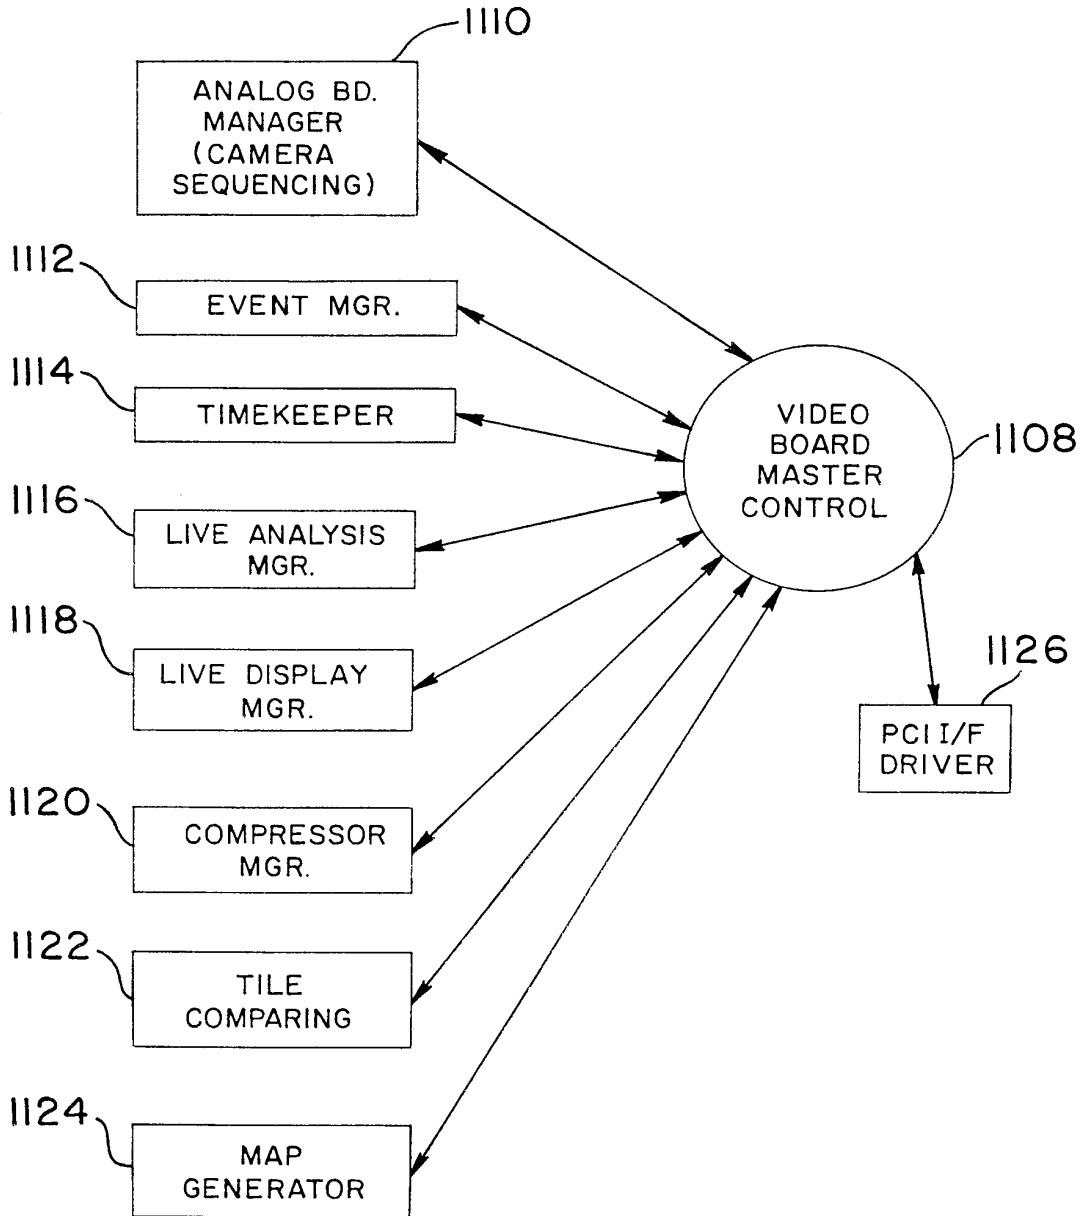 1110
ANALOG BD.
MANAGER
(CAMERA
SEQUENCING)
1112
EVENT MGR.
1114
TIMEKEEPER
VIDEO
BOARD
MASTER
CONTROL
1108
1116
LIVE ANALYSIS
MGR.
1118
LIVE DISPLAY
MGR.
1126
PCI I/F
DRIVER
1120
COMPRESSOR
MGR.
1122
TILE
COMPARING
1124
MAP
GENERATOR